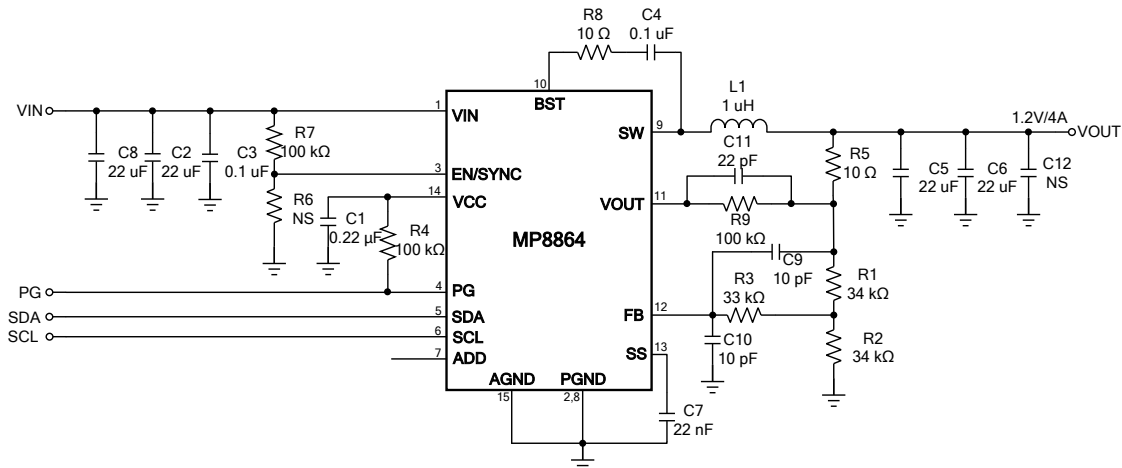 R8
10 Ω
C4
0.1 uF
10
BST
VIN
1
VIN
L1
1 uH
SW
9
1.2V/4A
VOUT
C8
22 uF
C2
22 uF
C3
0.1 uF
R7
100 kΩ
3
EN/SYNC
R6
NS
C11
22 pF
R5
10 Ω
C5
22 uF
C6
22 uF
C12
NS
14
VCC
VOUT
11
R9
100 kΩ
C1
0.22 µF
R4
100 kΩ
MP8864
C9
10 pF
PG
4
PG
R3
33 kΩ
R1
34 kΩ
SDA
5
SDA
FB
12
SCL
6
SCL
C10
10 pF
R2
34 kΩ
7
ADD
SS
13
AGND
PGND
15
2,8
C7
22 nF